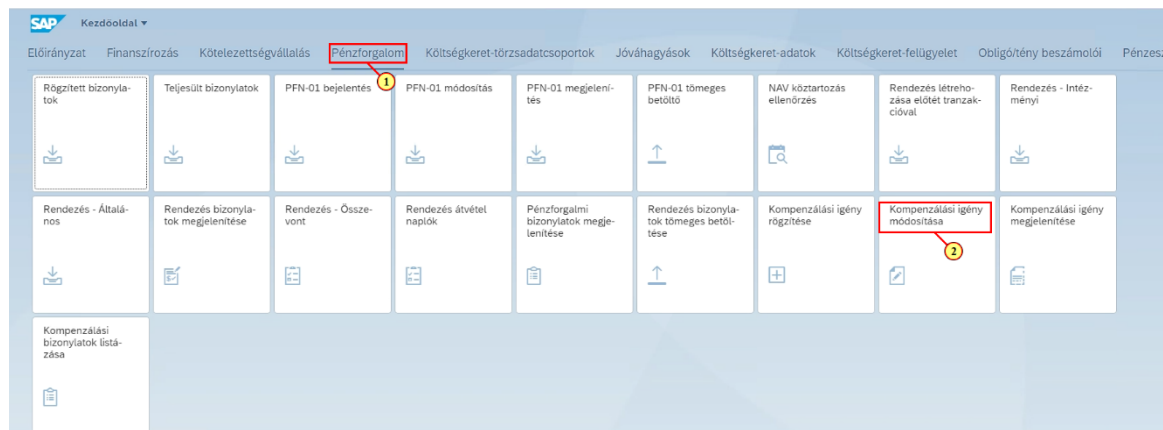 SAP Kezdőoldal
Előirányzat Finanszírozás Kötelezettségvállalás Pénzforgalom Költségkeret-törzsadatcsoportok Jóváhagyások Költségkeret-adatok Költségkeret-felügyelet Obligó/tény beszámolói
1
Rögzített bizonyla-
tok
Teljesült bizonylatok
PFN-01 bejelentés
PFN-01 módosítás
PFN-01 megjelení-
tés
PFN-01 tömeges
betöltő
NAV köztartozás
ellenőrzés
Rendezés létreho-
zása előtét tranzak-
cióval
Rendezés - Intéz-
ményi
Rendezés - Általá-
nos
Rendezés bizonyla-
tok megjelenítése
Rendezés - Össze-
vont
Rendezés átvétel
naplók
Pénzforgalmi
bizonylatok megje-
lenítése
Rendezés bizonyla-
tok tömeges betöl-
tése
Kompenzálási igény
rögzítése
Kompenzálási igény
módosítása
2
Kompenzálási igény
megjelenítése
Kompenzálási
bizonylatok listá-
zása